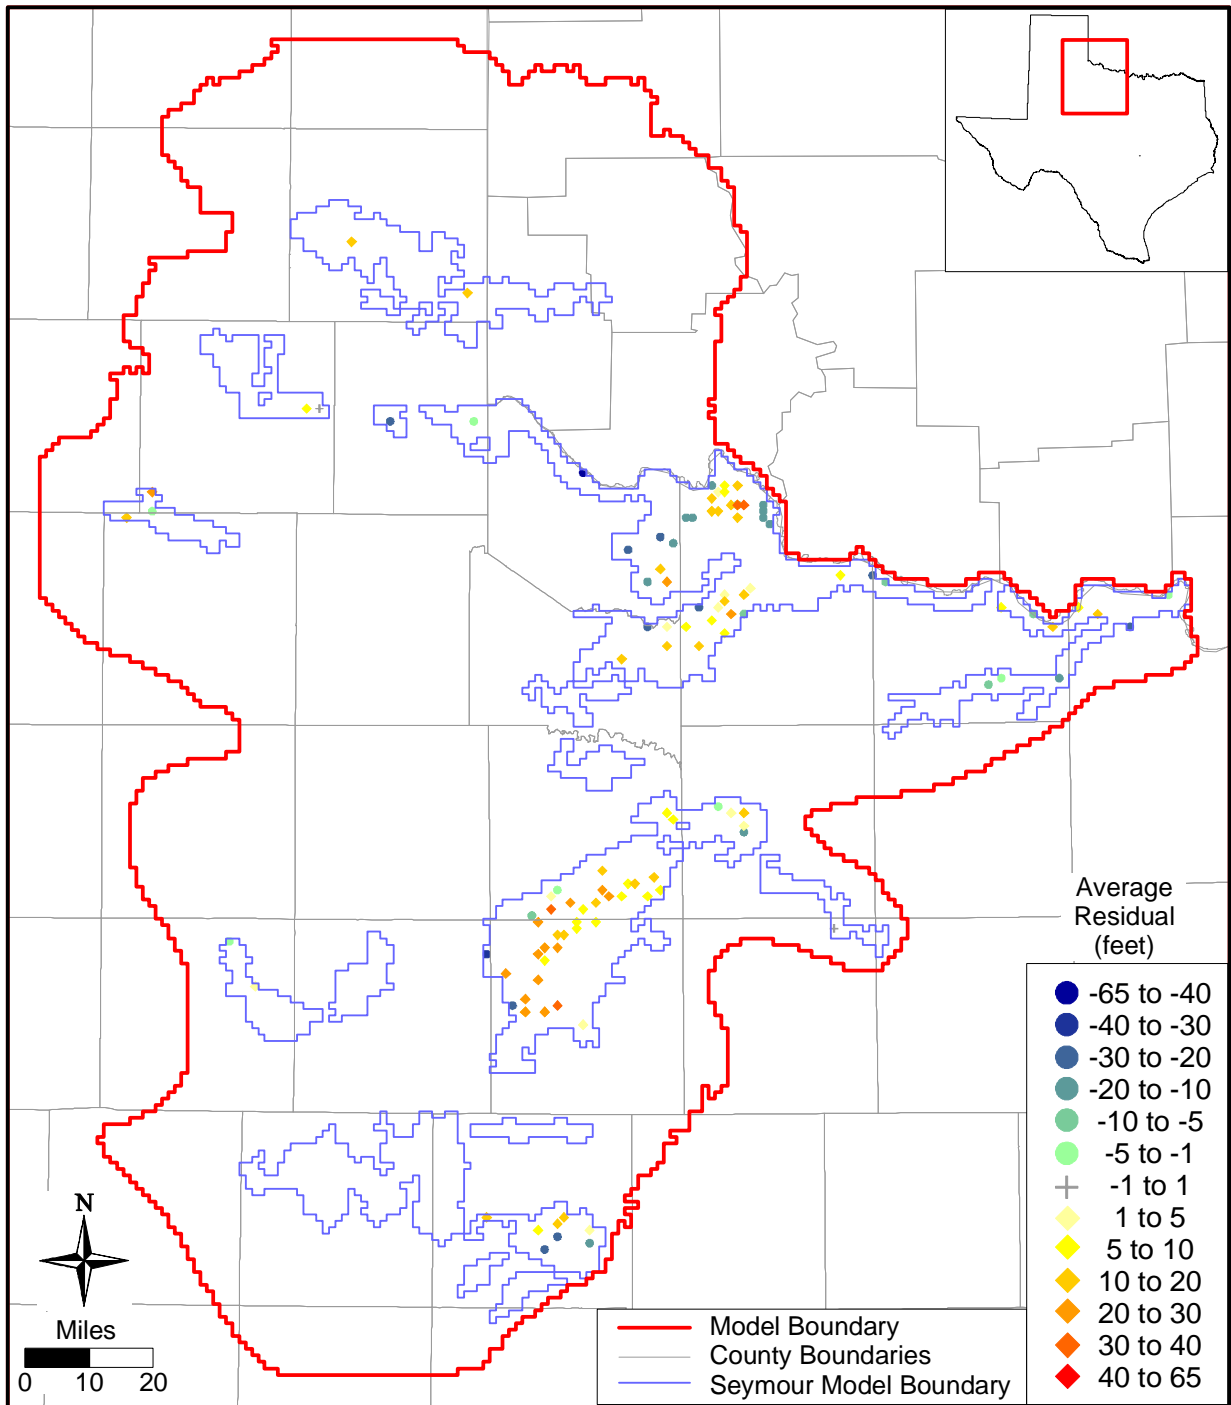 Average
Residual
(feet)
-65 to -40
-40 to -30
-30 to -20
-20 to -10
-10 to -5
-5 to -1
-1 to 1
1 to 5
5 to 10
10 to 20
20 to 30
30 to 40
40 to 65
N
Miles
0 10 20
Model Boundary
County Boundaries
Seymour Model Boundary